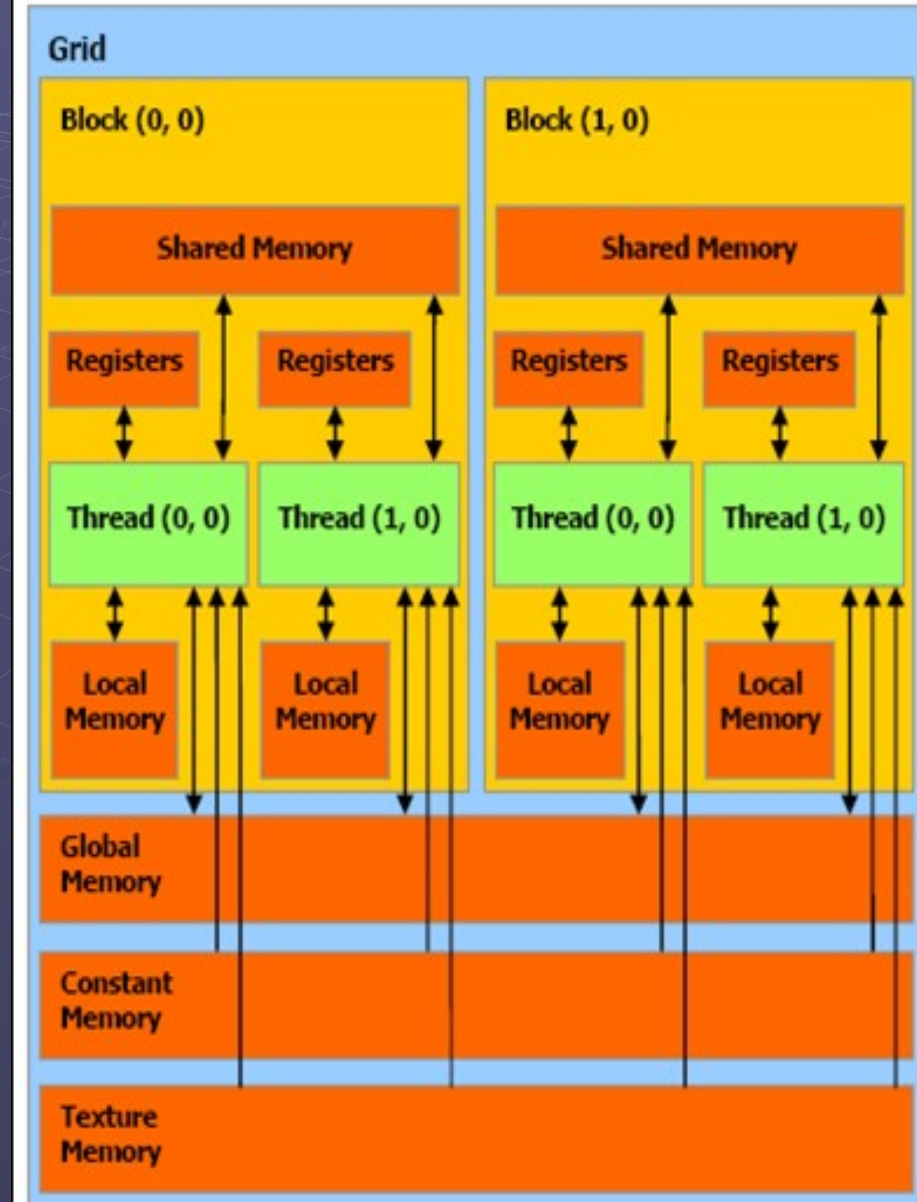 Grid
Block (0, 0)
Block (1, 0)
Shared Memory
Shared Memory
Registers
Registers
Registers
Registers
Thread (0, 0)
Thread (1, 0)
Thread (0, 0)
Thread (1, 0)
Local
Memory
Local
Memory
Local
Memory
Local
Memory
Global
Memory
Constant
Memory
Texture
Memory